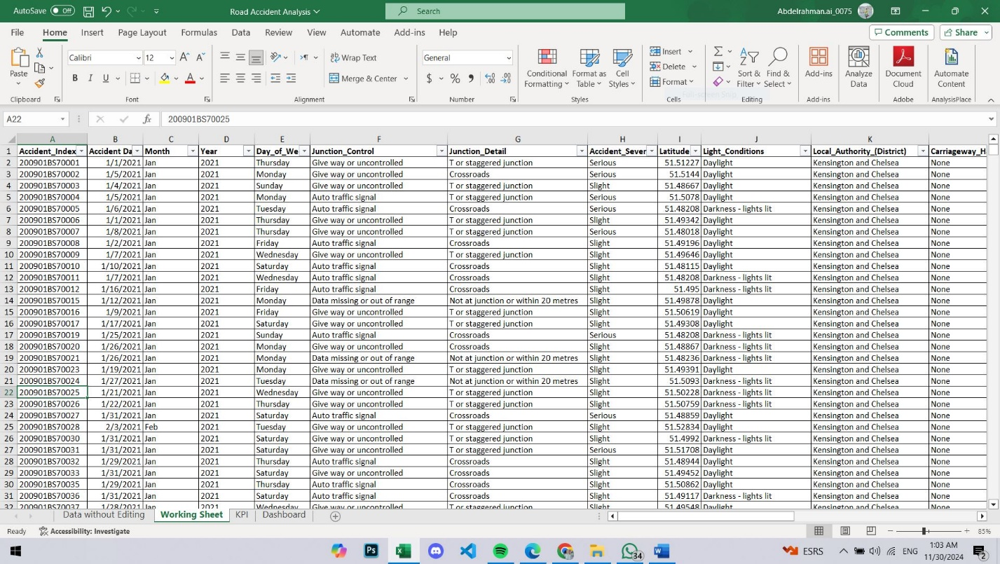 AutoSave Off Road Accident Analysis Search Abdelrahman.ai_0075
File Home Insert Page Layout Formulas Data Review View Automate Add-ins Help Comments Share
Calibri 12 Wrap Text General Insert
Paste B I U Merge & Center $ % Conditional Formatting Format as Table Cell Styles Delete Sort & Filter Find & Select Add-ins Analyze Data Document Cloud Automate Content
Format
Clipboard Font Alignment Number Styles Cells Editing Add-ins Adobe AnalysisPlace
A22 fx 200901BS70025
A B C D E F G H I J K
1 Accident_Index Accident Da Month Year Day_of_We Junction_Control Junction_Detail Accident_Sever Latitude Light_Conditions Local_Authority_(District) Carriageway_H
2 200901BS70001 1/1/2021 Jan 2021 Thursday Give way or uncontrolled T or staggered junction Serious 51.51227 Daylight Kensington and Chelsea None
3 200901BS70002 1/5/2021 Jan 2021 Monday Give way or uncontrolled Crossroads Serious 51.5144 Daylight Kensington and Chelsea None
4 200901BS70003 1/4/2021 Jan 2021 Sunday Give way or uncontrolled T or staggered junction Slight 51.48667 Daylight Kensington and Chelsea None
5 200901BS70004 1/5/2021 Jan 2021 Monday Auto traffic signal T or staggered junction Serious 51.5078 Daylight Kensington and Chelsea None
6 200901BS70005 1/6/2021 Jan 2021 Tuesday Auto traffic signal Crossroads Serious 51.48208 Darkness - lights lit Kensington and Chelsea None
7 200901BS70006 1/1/2021 Jan 2021 Thursday Give way or uncontrolled T or staggered junction Slight 51.49342 Daylight Kensington and Chelsea None
8 200901BS70007 1/8/2021 Jan 2021 Thursday Give way or uncontrolled T or staggered junction Serious 51.48018 Daylight Kensington and Chelsea None
9 200901BS70008 1/2/2021 Jan 2021 Friday Auto traffic signal Crossroads Slight 51.49196 Daylight Kensington and Chelsea None
10 200901BS70009 1/7/2021 Jan 2021 Wednesday Give way or uncontrolled T or staggered junction Slight 51.49646 Daylight Kensington and Chelsea None
11 200901BS70010 1/10/2021 Jan 2021 Saturday Auto traffic signal Crossroads Slight 51.48115 Daylight Kensington and Chelsea None
12 200901BS70011 1/7/2021 Jan 2021 Wednesday Auto traffic signal Crossroads Slight 51.48208 Darkness - lights lit Kensington and Chelsea None
13 200901BS70012 1/16/2021 Jan 2021 Friday Auto traffic signal Crossroads Slight 51.495 Darkness - lights lit Kensington and Chelsea None
14 200901BS70015 1/12/2021 Jan 2021 Monday Data missing or out of range Not at junction or within 20 metres Slight 51.49878 Daylight Kensington and Chelsea None
15 200901BS70016 1/9/2021 Jan 2021 Friday Give way or uncontrolled T or staggered junction Slight 51.50619 Daylight Kensington and Chelsea None
16 200901BS70017 1/17/2021 Jan 2021 Saturday Give way or uncontrolled T or staggered junction Slight 51.49308 Daylight Kensington and Chelsea None
17 200901BS70019 1/25/2021 Jan 2021 Sunday Auto traffic signal Crossroads Serious 51.48208 Darkness - lights lit Kensington and Chelsea None
18 200901BS70020 1/26/2021 Jan 2021 Monday Give way or uncontrolled Crossroads Slight 51.48867 Darkness - lights lit Kensington and Chelsea None
19 200901BS70021 1/26/2021 Jan 2021 Monday Data missing or out of range Not at junction or within 20 metres Slight 51.48236 Darkness - lights lit Kensington and Chelsea None
20 200901BS70023 1/19/2021 Jan 2021 Monday Give way or uncontrolled T or staggered junction Slight 51.49391 Daylight Kensington and Chelsea None
21 200901BS70024 1/27/2021 Jan 2021 Tuesday Data missing or out of range Not at junction or within 20 metres Slight 51.5093 Darkness - lights lit Kensington and Chelsea None
22 200901BS70025 1/21/2021 Jan 2021 Wednesday Give way or uncontrolled T or staggered junction Slight 51.50228 Darkness - lights lit Kensington and Chelsea None
23 200901BS70026 1/22/2021 Jan 2021 Thursday Give way or uncontrolled T or staggered junction Slight 51.50759 Darkness - lights lit Kensington and Chelsea None
24 200901BS70027 1/31/2021 Jan 2021 Saturday Auto traffic signal Crossroads Serious 51.48859 Daylight Kensington and Chelsea None
25 200901BS70028 2/3/2021 Feb 2021 Tuesday Give way or uncontrolled T or staggered junction Slight 51.52834 Daylight Kensington and Chelsea None
26 200901BS70030 1/31/2021 Jan 2021 Saturday Give way or uncontrolled T or staggered junction Slight 51.4992 Darkness - lights lit Kensington and Chelsea None
27 200901BS70031 1/31/2021 Jan 2021 Saturday Give way or uncontrolled T or staggered junction Serious 51.51708 Daylight Kensington and Chelsea None
28 200901BS70032 1/29/2021 Jan 2021 Thursday Auto traffic signal Crossroads Slight 51.48944 Daylight Kensington and Chelsea None
29 200901BS70033 1/31/2021 Jan 2021 Saturday Give way or uncontrolled Crossroads Slight 51.49452 Daylight Kensington and Chelsea None
30 200901BS70035 1/29/2021 Jan 2021 Thursday Auto traffic signal Crossroads Slight 51.50862 Daylight Kensington and Chelsea None
31 200901BS70036 1/31/2021 Jan 2021 Saturday Auto traffic signal Crossroads Slight 51.49117 Darkness - lights lit Kensington and Chelsea None
32 200901BS70037 1/28/2021 Jan 2021 Wednesday Give way or uncontrolled T or staggered junction Slight 51.49548 Daylight Kensington and Chelsea None
Data without Editing Working Sheet KPI Dashboard
Ready Accessibility: Investigate 85%
Ps 34 ESRS ENG 1:03 AM
11/30/2024 2